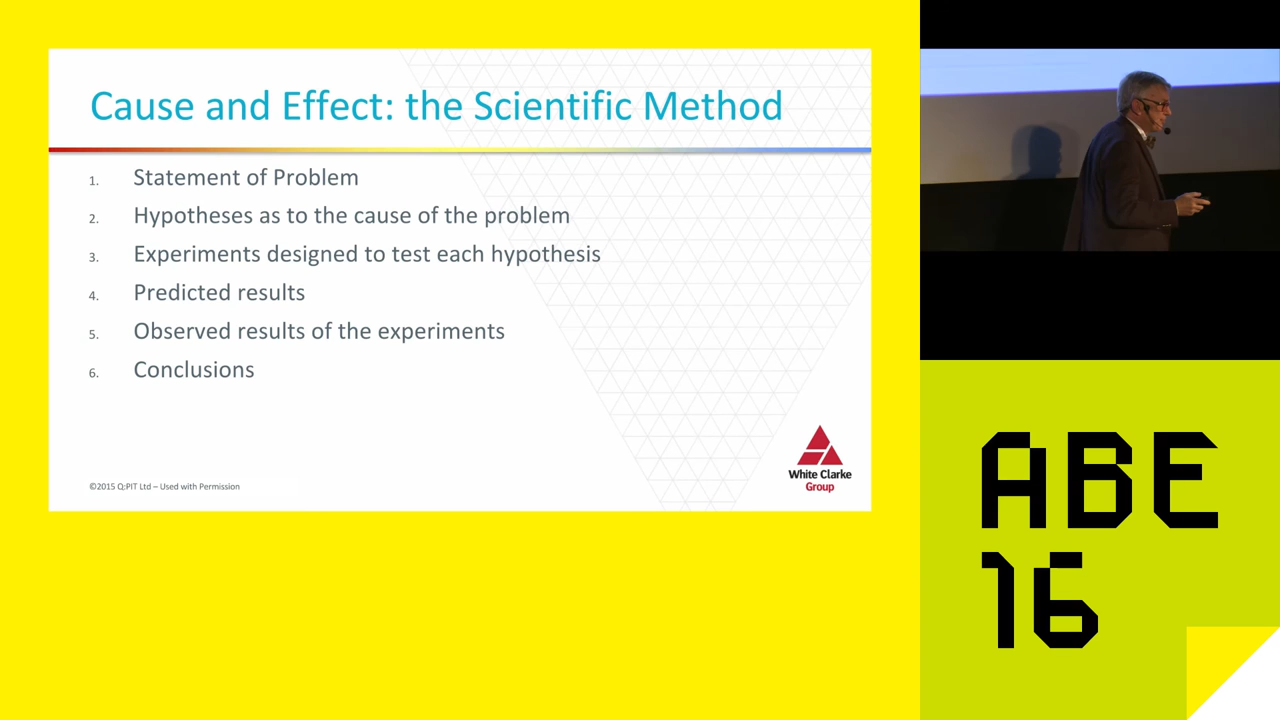 Cause and Effect: the Scientific Method
1. Statement of Problem
2. Hypotheses as to the cause of the problem
3. Experiments designed to test each hypothesis
4. Predicted results
5. Observed results of the experiments
6. Conclusions
©2015 Q:PIT Ltd – Used with Permission
White Clarke
Group
ABE
16